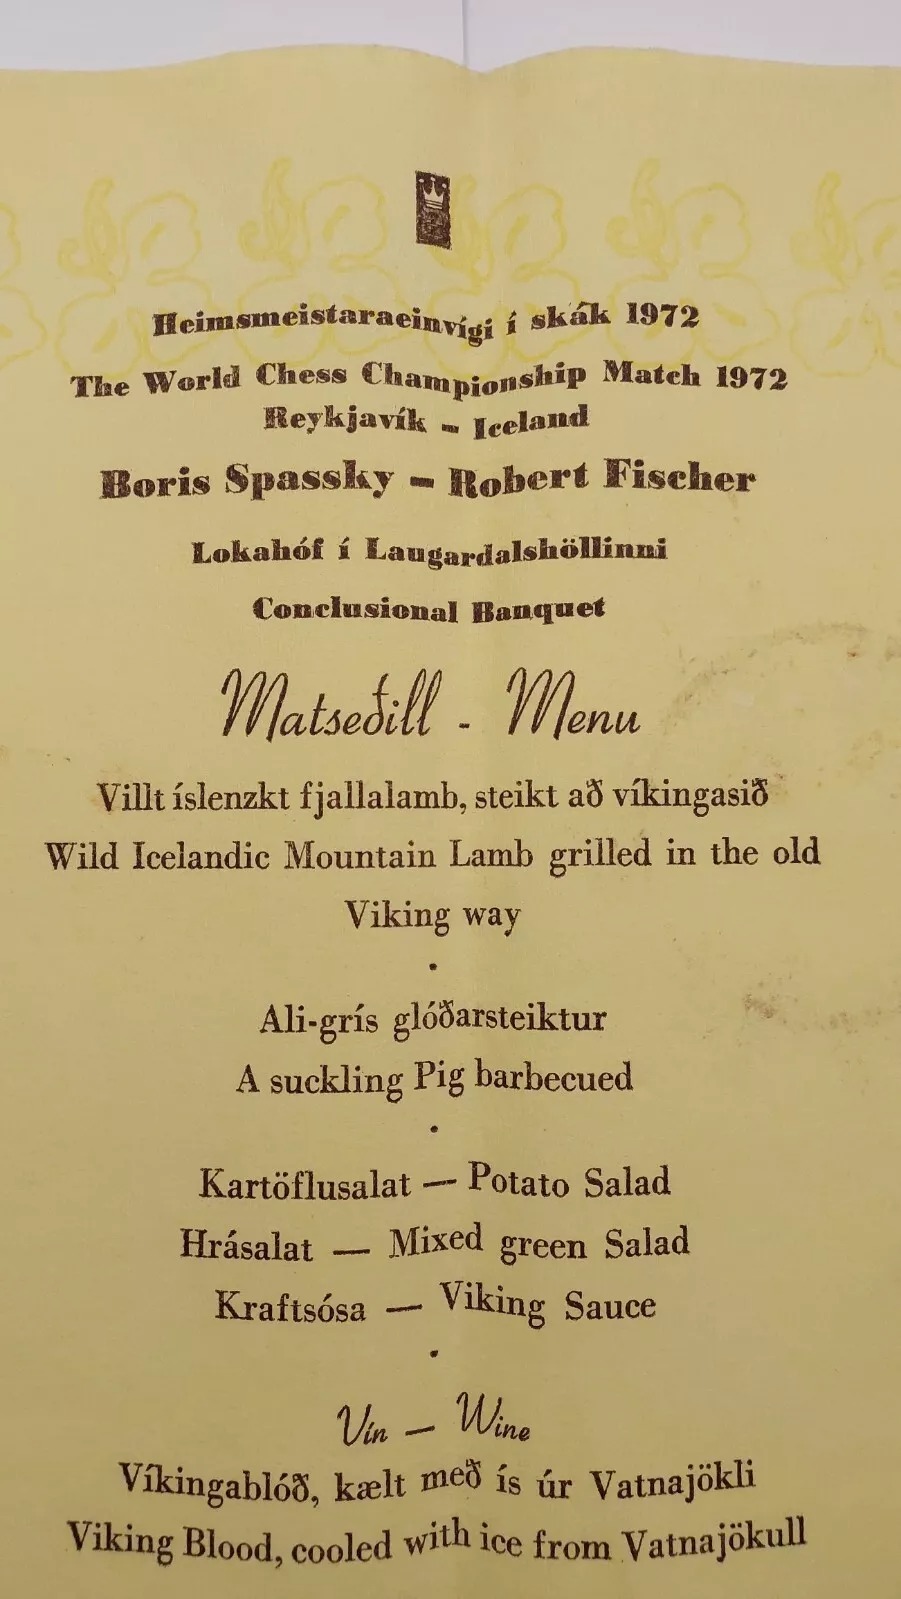 Heimsmeistaraeinvígi í skák 1972
The World Chess Championship Match 1972
Reykjavík - Iceland
Boris Spassky - Robert Fischer
Lokahóf í Laugardalshöllinni
Conclusional Banquet
Matseðill - Menu
Villt íslenzkt fjallalamb, steikt að víkingasið
Wild Icelandic Mountain Lamb grilled in the old
Viking way
Ali-grís glóðarsteiktur
A suckling Pig barbecued
Kartöflusalat — Potato Salad
Hrásalat — Mixed green Salad
Kraftsósa — Viking Sauce
Vín — Wine
Víkingablóð, kælt með ís úr Vatnajökli
Viking Blood, cooled with ice from Vatnajökull